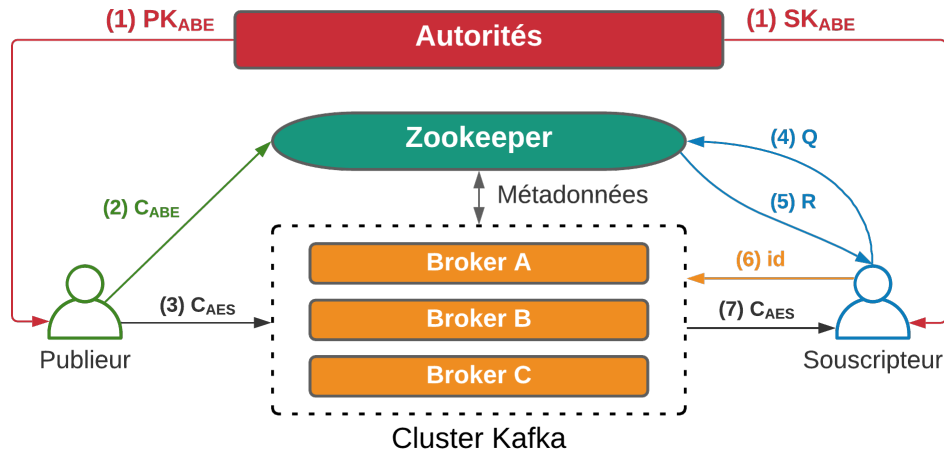 (1) PKABE
Autorités
(1) SKABE
Zookeeper
(4) Q
(2) CABE
Métadonnées
(5) R
Broker A
(6) id
(3) CAES
Broker B
(7) CAES
Publieur
Souscripteur
Broker C
Cluster Kafka